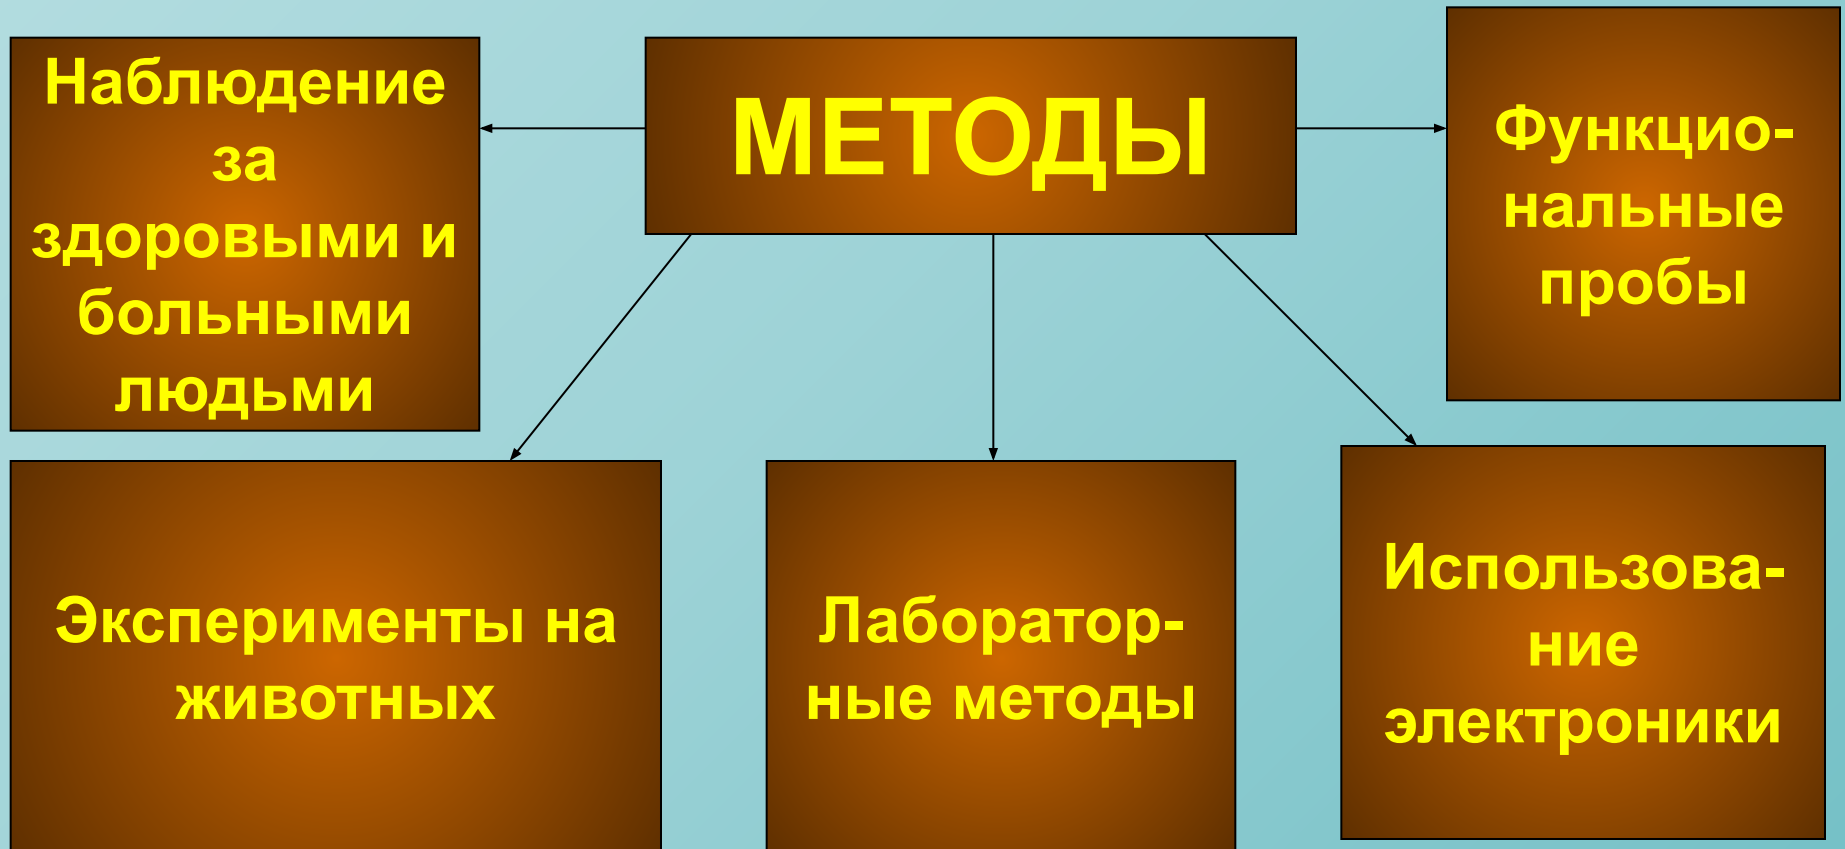 МЕТОДЫ
Наблюдение
за
здоровыми и
больными
людьми
Функцио-
нальные
пробы
Эксперименты на
животных
Лаборатор-
ные методы
Использова-
ние
электроники